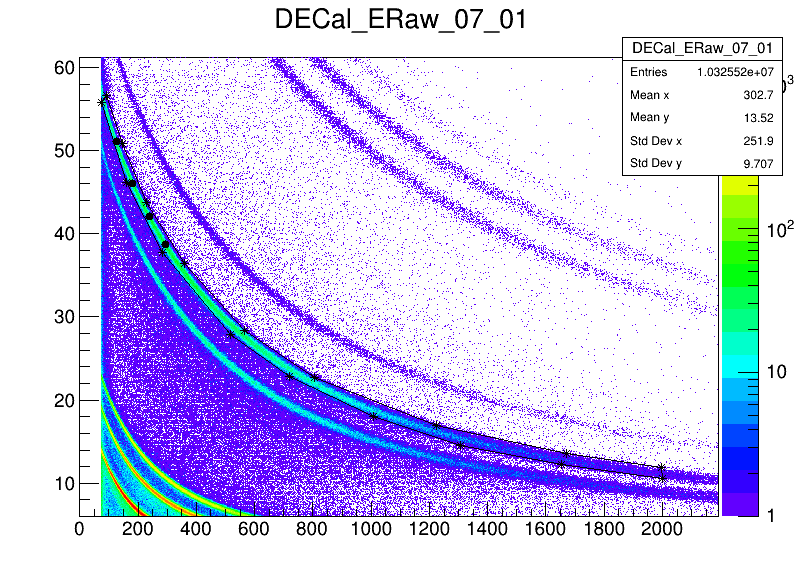 DECal_ERaw_07_01
DECal_ERaw_07_01
Entries 1.032552e+07
Mean x 302.7
Mean y 13.52
Std Dev x 251.9
Std Dev y 9.707
60
50
40
30
20
10
0 200 400 600 800 1000 1200 1400 1600 1800 2000
10²
10
1